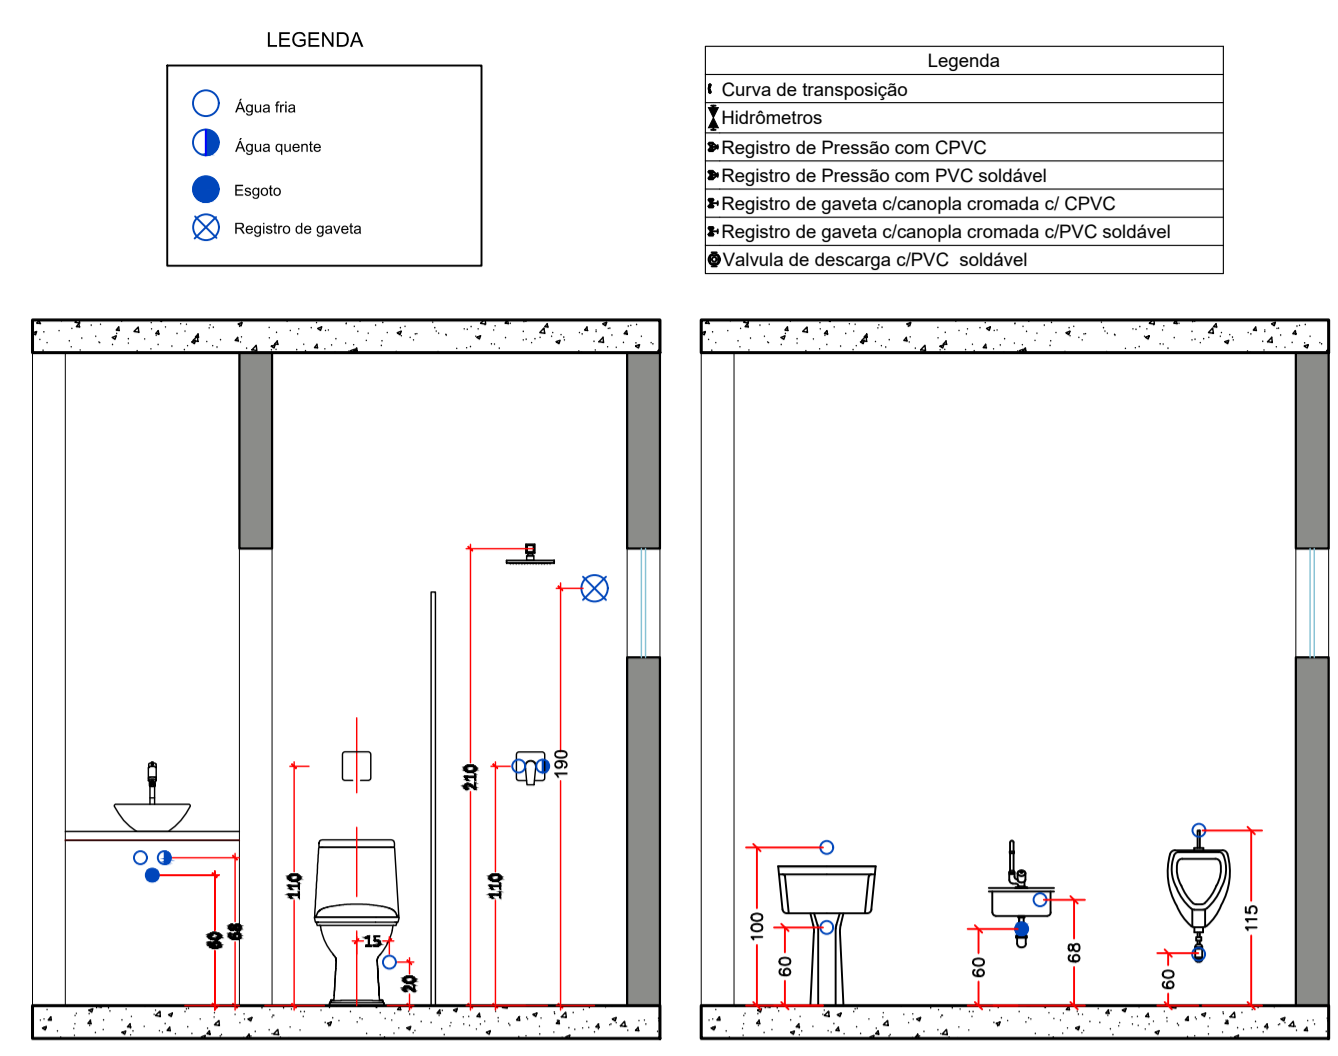 LEGENDA
Água fria
Água quente
Esgoto
Registro de gaveta
Legenda
Curva de transposição
Hidrômetros
Registro de Pressão com CPVC
Registro de Pressão com PVC soldável
Registro de gaveta c/canopla cromada c/ CPVC
Registro de gaveta c/canopla cromada c/PVC soldável
Valvula de descarga c/PVC soldável
60
68
110
15
20
210
110
190
100
60
60
68
60
115